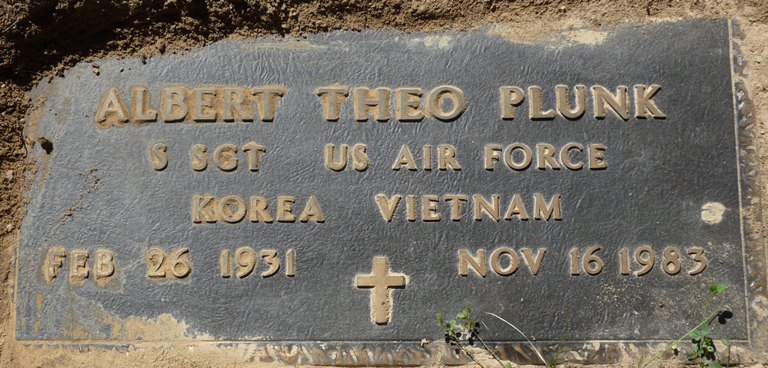 ALBERT THEO PLUNK
S SGT US AIR FORCE
KOREA VIETNAM
FEB 26 1931 NOV 16 1983